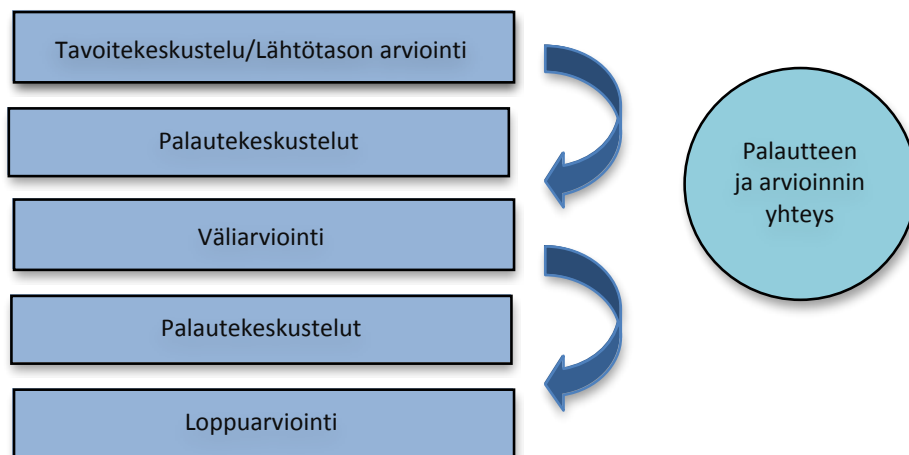 Tavoitekeskustelu/Lähtötason arviointi
Palautekeskustelut
Väliarviointi
Palautekeskustelut
Loppuarviointi
Palautteen
ja arvioinnin
yhteys